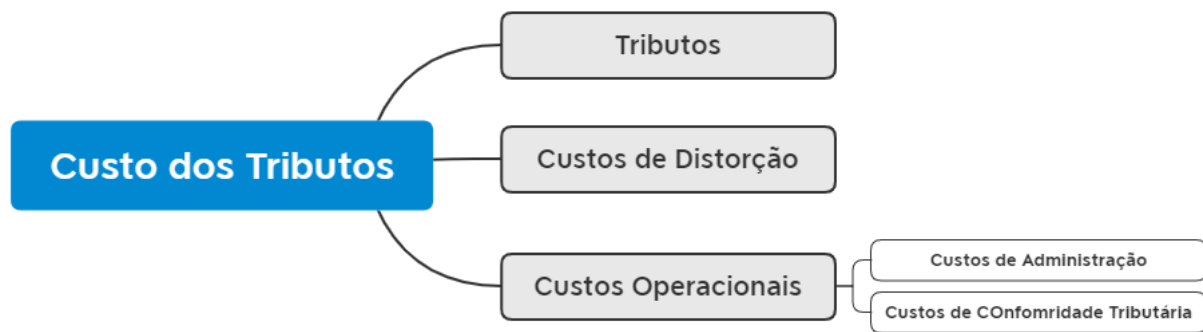 Tributos
Custo dos Tributos
Custos de Distorção
Custos Operacionais
Custos de Administração
Custos de COnfomridade Tributária